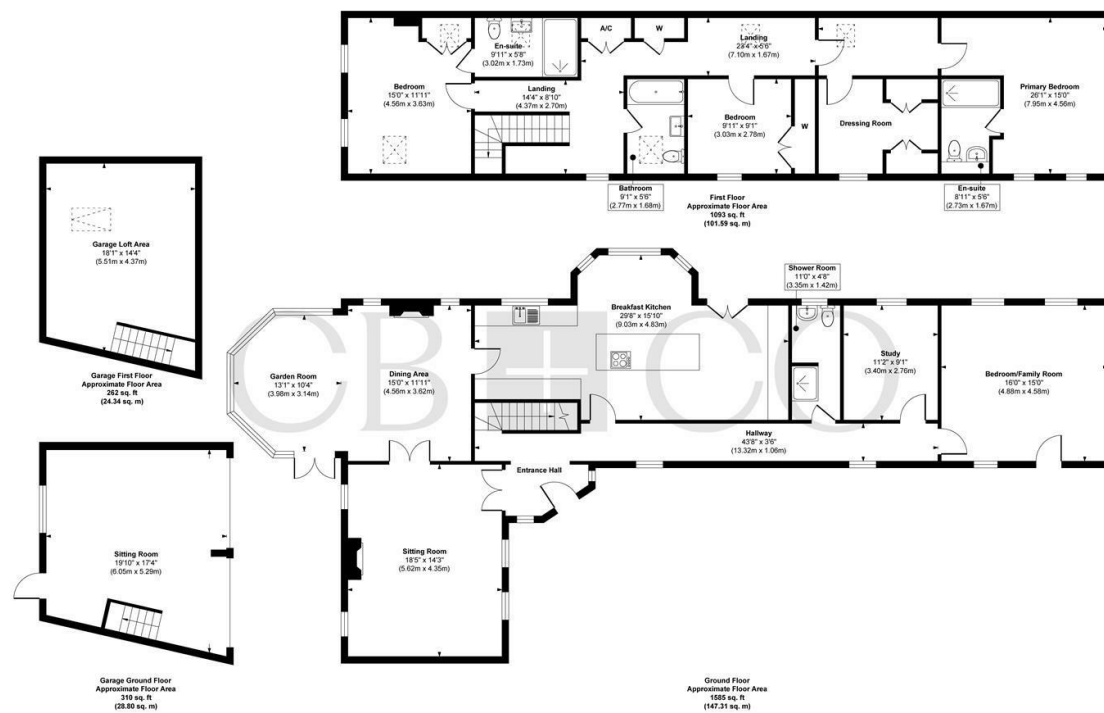 A/C
W
En-suite
9'11" x 5'8"
(3.02m x 1.73m)
Landing
23'4" x 5'6"
(7.10m x 1.67m)
Bedroom
15'0" x 11'11"
(4.56m x 3.63m)
Landing
14'4" x 8'10"
(4.37m x 2.70m)
Bedroom
9'11" x 9'1"
(3.03m x 2.78m)
W
Dressing Room
Primary Bedroom
26'1" x 15'0"
(7.95m x 4.56m)
Bathroom
9'1" x 5'6"
(2.77m x 1.68m)
First Floor
Approximate Floor Area
1093 sq. ft
(101.59 sq. m)
En-suite
8'11" x 5'6"
(2.73m x 1.67m)
Garage Loft Area
18'1" x 14'4"
(5.51m x 4.37m)
Garage First Floor
Approximate Floor Area
262 sq. ft
(24.34 sq. m)
Shower Room
11'0" x 4'8"
(3.35m x 1.42m)
Breakfast Kitchen
29'8" x 15'10"
(9.03m x 4.83m)
Garden Room
13'1" x 10'4"
(3.98m x 3.14m)
Dining Area
15'0" x 11'11"
(4.56m x 3.62m)
Study
11'2" x 9'1"
(3.40m x 2.76m)
Bedroom/Family Room
16'0" x 15'0"
(4.88m x 4.58m)
CB+CO
Hallway
43'8" x 3'6"
(13.32m x 1.06m)
Entrance Hall
Sitting Room
19'10" x 17'4"
(6.05m x 5.29m)
Sitting Room
18'5" x 14'3"
(5.62m x 4.35m)
Garage Ground Floor
Approximate Floor Area
310 sq. ft
(28.80 sq. m)
Ground Floor
Approximate Floor Area
1585 sq. ft
(147.31 sq. m)